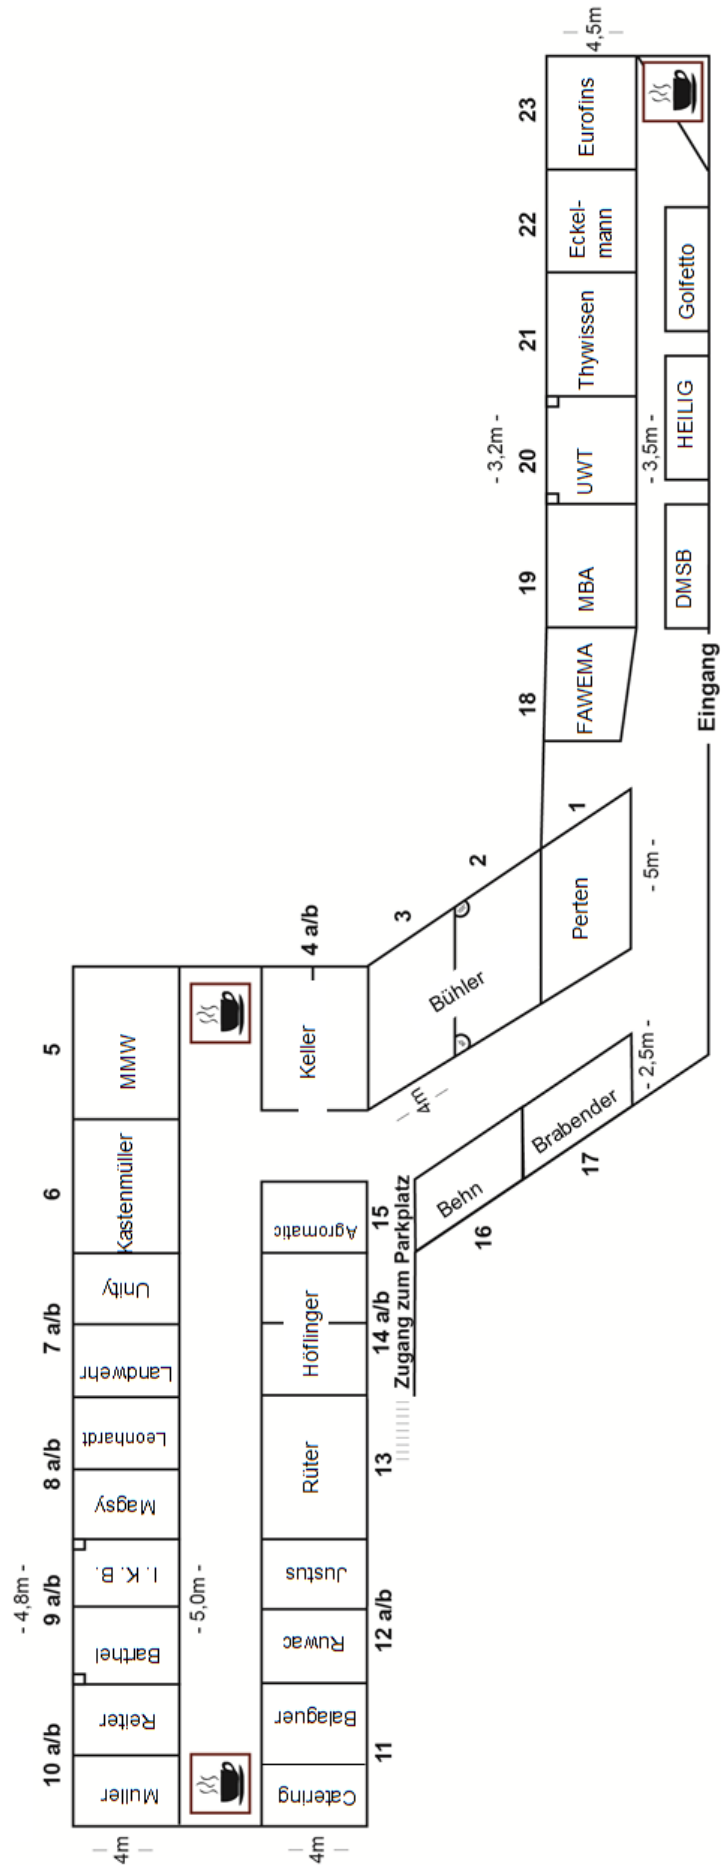 4,5m
23
Eurofins
22
Eckel-
mann
Golfetto
21
Thywissen
HEILIG
- 3,2m -
20
UWT
- 3,5m -
19
MBA
DMSB
18
FAWEMA
Eingang
1
Perten
- 5m -
2
3
Bühler
4m
4 a/b
Keller
5
MMW
- 2,5m -
Brabender
17
Behn
16
6
Kastenmüller
Agromatic
15
Zugang zum Parkplatz
7 a/b
Unity
Landwehr
Höflinger
14 a/b
8 a/b
Leonhardt
Magsy
Rüter
13
- 4,8m -
9 a/b
I. K. B.
Barthel
- 5,0m -
Justus
Ruwac
12 a/b
10 a/b
Reiter
Muller
Balaguer
Catering
11
4m
4m